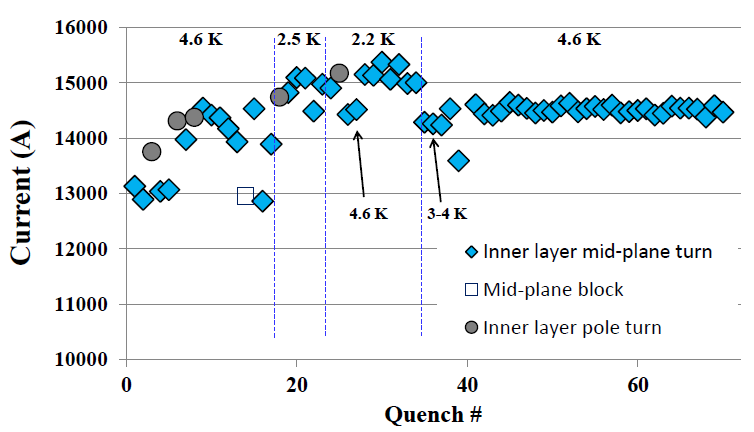 16000
4.6 K
2.5 K
2.2 K
4.6 K
15000
14000
13000
12000
11000
10000
Current (A)
4.6 K
3-4 K
Inner layer mid-plane turn
Mid-plane block
Inner layer pole turn
0
20
40
60
Quench #